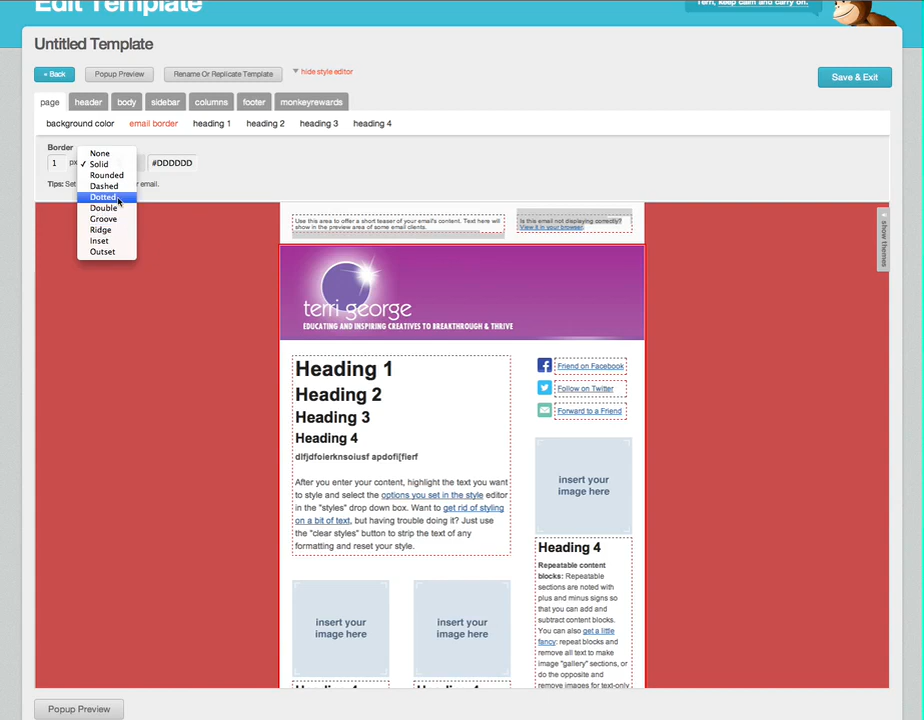 Edit Template
Terri, keep calm and carry on.
Untitled Template
« Back
Popup Preview
Rename Or Replicate Template
hide style editor
Save & Exit
page
header
body
sidebar
columns
footer
monkeyrewards
background color
email border
heading 1
heading 2
heading 3
heading 4
Border
1
px
#DDDDDD
None
✓ Solid
Rounded
Dashed
Dotted
Double
Groove
Ridge
Inset
Outset
Tips: Set
r email.
Use this area to offer a short teaser of your email's content. Text here will
show in the preview area of some email clients.
Is this email not displaying correctly?
View it in your browser.
show themes
terri george
EDUCATING AND INSPIRING CREATIVES TO BREAKTHROUGH & THRIVE
Heading 1
Heading 2
Heading 3
Heading 4
dlfjdfoierknsoiusf apdofi[fierf
After you enter your content, highlight the text you want
to style and select the options you set in the style editor
in the "styles" drop down box. Want to get rid of styling
on a bit of text, but having trouble doing it? Just use
the "clear styles" button to strip the text of any
formatting and reset your style.
Friend on Facebook
Follow on Twitter
Forward to a Friend
insert your
image here
Heading 4
Repeatable content
blocks: Repeatable
sections are noted with
plus and minus signs so
that you can add and
subtract content blocks.
You can also get a little
fancy: repeat blocks and
remove all text to make
image "gallery" sections, or
do the opposite and
remove images for text-only
insert your
image here
insert your
image here
Popup Preview